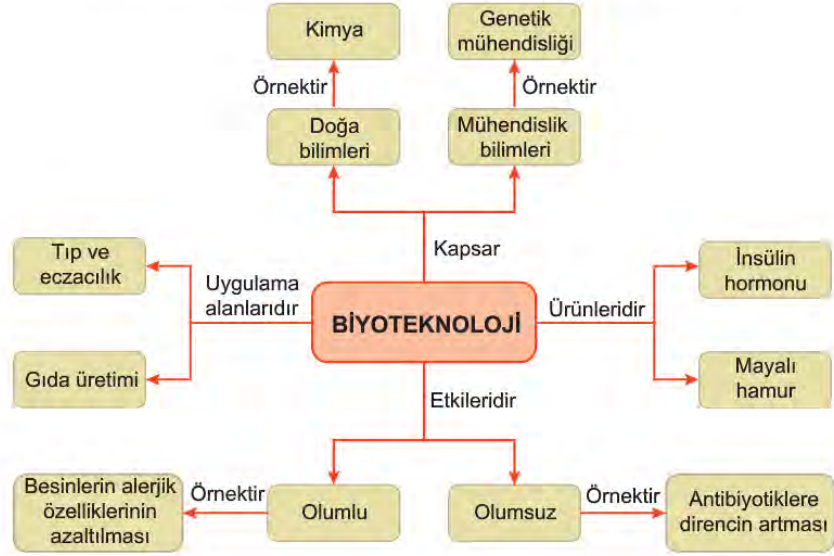 Kimya
Genetik
mühendisliği
Örnektir
Örnektir
Doğa
bilimleri
Mühendislik
bilimleri
Kapsar
Tıp ve
eczacılık
Uygulama
alanlarıdır
Gıda üretimi
BİYOTEKNOLOJİ
Ürünleridir
İnsülin
hormonu
Mayalı
hamur
Etkileridir
Besinlerin alerjik
özelliklerinin
azaltılması
Örnektir
Olumlu
Olumsuz
Örnektir
Antibiyotiklere
direncin artması